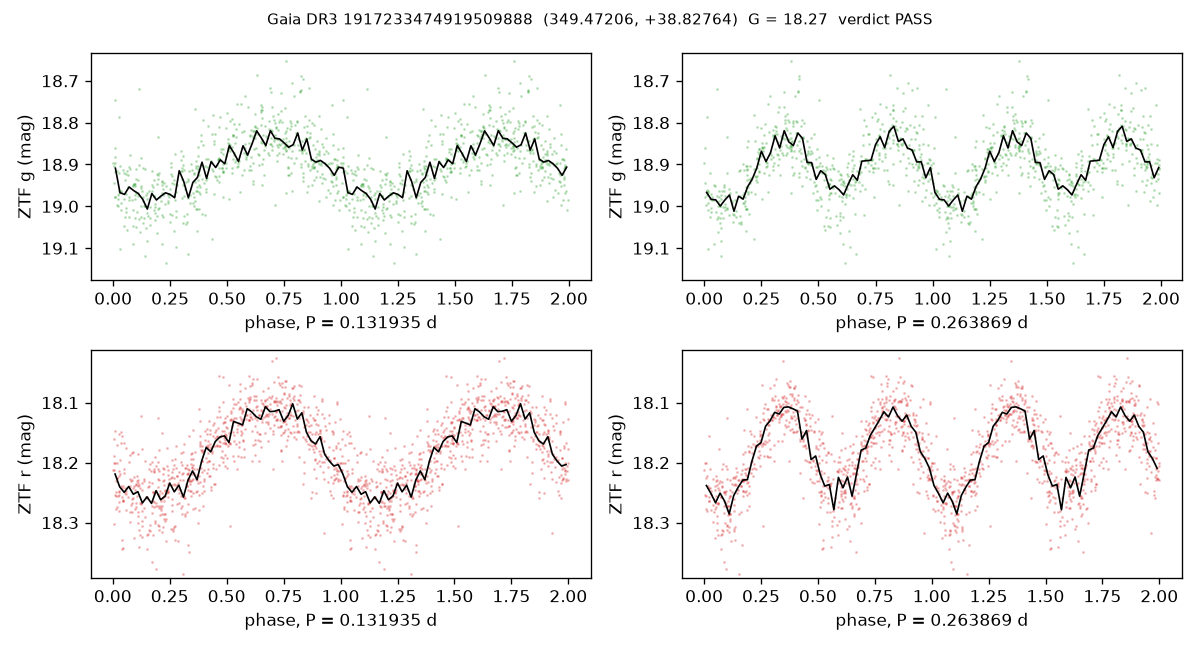 Gaia DR3 1917233474919509888  (349.47206, +38.82764)  G = 18.27  verdict PASS
ZTF g (mag)
18.7
18.8
18.9
19.0
19.1
0.00 0.25 0.50 0.75 1.00 1.25 1.50 1.75 2.00
phase, P = 0.131935 d
ZTF g (mag)
18.7
18.8
18.9
19.0
19.1
0.00 0.25 0.50 0.75 1.00 1.25 1.50 1.75 2.00
phase, P = 0.263869 d
ZTF r (mag)
18.1
18.2
18.3
0.00 0.25 0.50 0.75 1.00 1.25 1.50 1.75 2.00
phase, P = 0.131935 d
ZTF r (mag)
18.1
18.2
18.3
0.00 0.25 0.50 0.75 1.00 1.25 1.50 1.75 2.00
phase, P = 0.263869 d